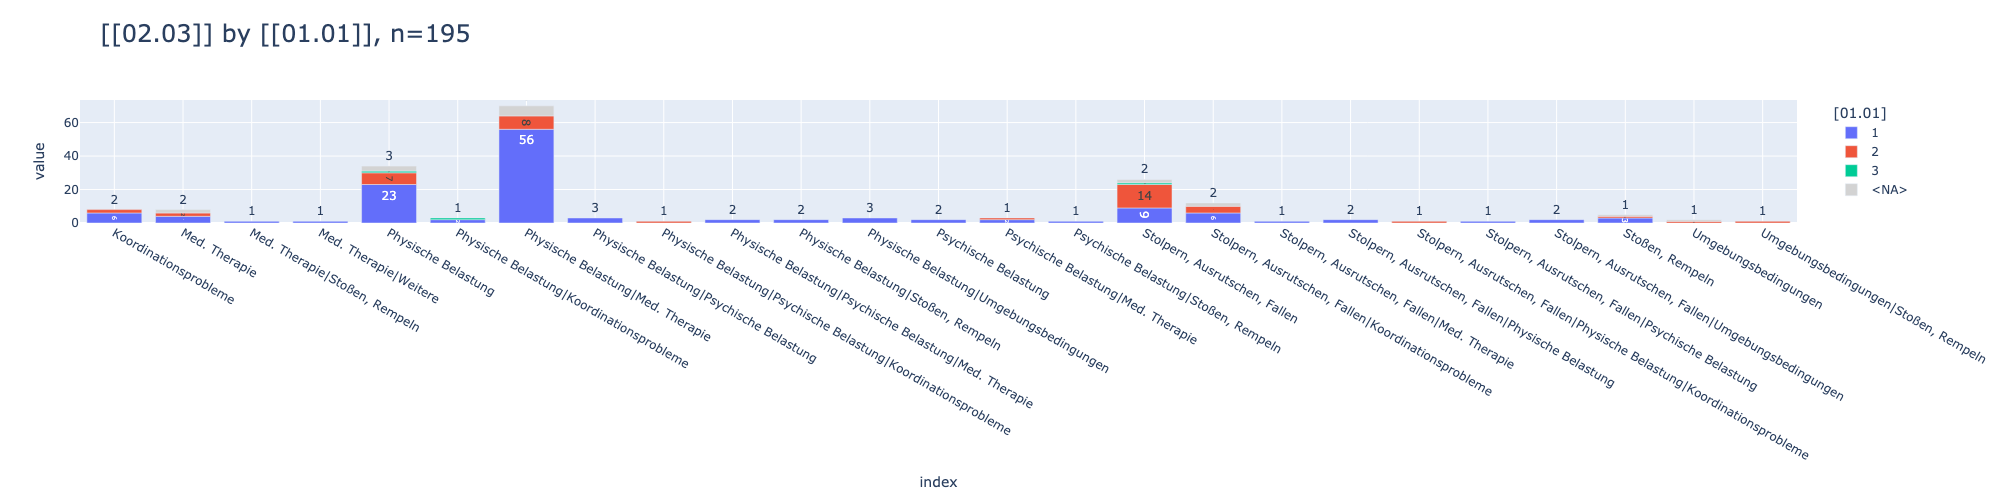 [[02.03]] by [[01.01]], n=195
value
60
40
20
0
2
2
1
1
3
1
3
1
2
2
3
2
1
1
2
2
1
2
1
1
2
1
1
1
6
7
23
8
56
14
9
6
3
Koordinationsprobleme
Med. Therapie
Med. Therapie|Stoßen, Rempeln
Med. Therapie|Weitere
Physische Belastung
Physische Belastung|Koordinationsprobleme
Physische Belastung|Med. Therapie
Physische Belastung|Psychische Belastung
Physische Belastung|Psychische Belastung|Koordinationsprobleme
Physische Belastung|Psychische Belastung|Med. Therapie
Physische Belastung|Stoßen, Rempeln
Physische Belastung|Umgebungsbedingungen
Psychische Belastung
Psychische Belastung|Med. Therapie
Psychische Belastung|Stoßen, Rempeln
Stolpern, Ausrutschen, Fallen
Stolpern, Ausrutschen, Fallen|Koordinationsprobleme
Stolpern, Ausrutschen, Fallen|Med. Therapie
Stolpern, Ausrutschen, Fallen|Physische Belastung
Stolpern, Ausrutschen, Fallen|Physische Belastung|Koordinationsprobleme
Stolpern, Ausrutschen, Fallen|Psychische Belastung
Stolpern, Ausrutschen, Fallen|Umgebungsbedingungen
Stoßen, Rempeln
Umgebungsbedingungen
Umgebungsbedingungen|Stoßen, Rempeln
index
[01.01]
1
2
3
<NA>